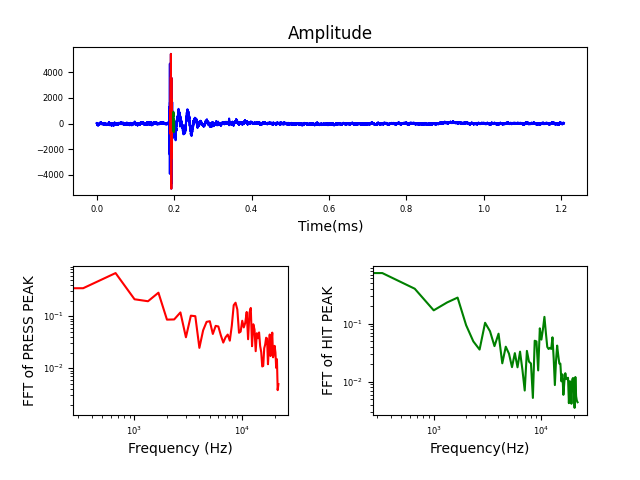 Amplitude
4000
2000
0
−2000
−4000
0.0 0.2 0.4 0.6 0.8 1.0 1.2
Time(ms)
FFT of PRESS PEAK
10⁻¹
10⁻²
10³ 10⁴
Frequency (Hz)
FFT of HIT PEAK
10⁻¹
10⁻²
10³ 10⁴
Frequency(Hz)